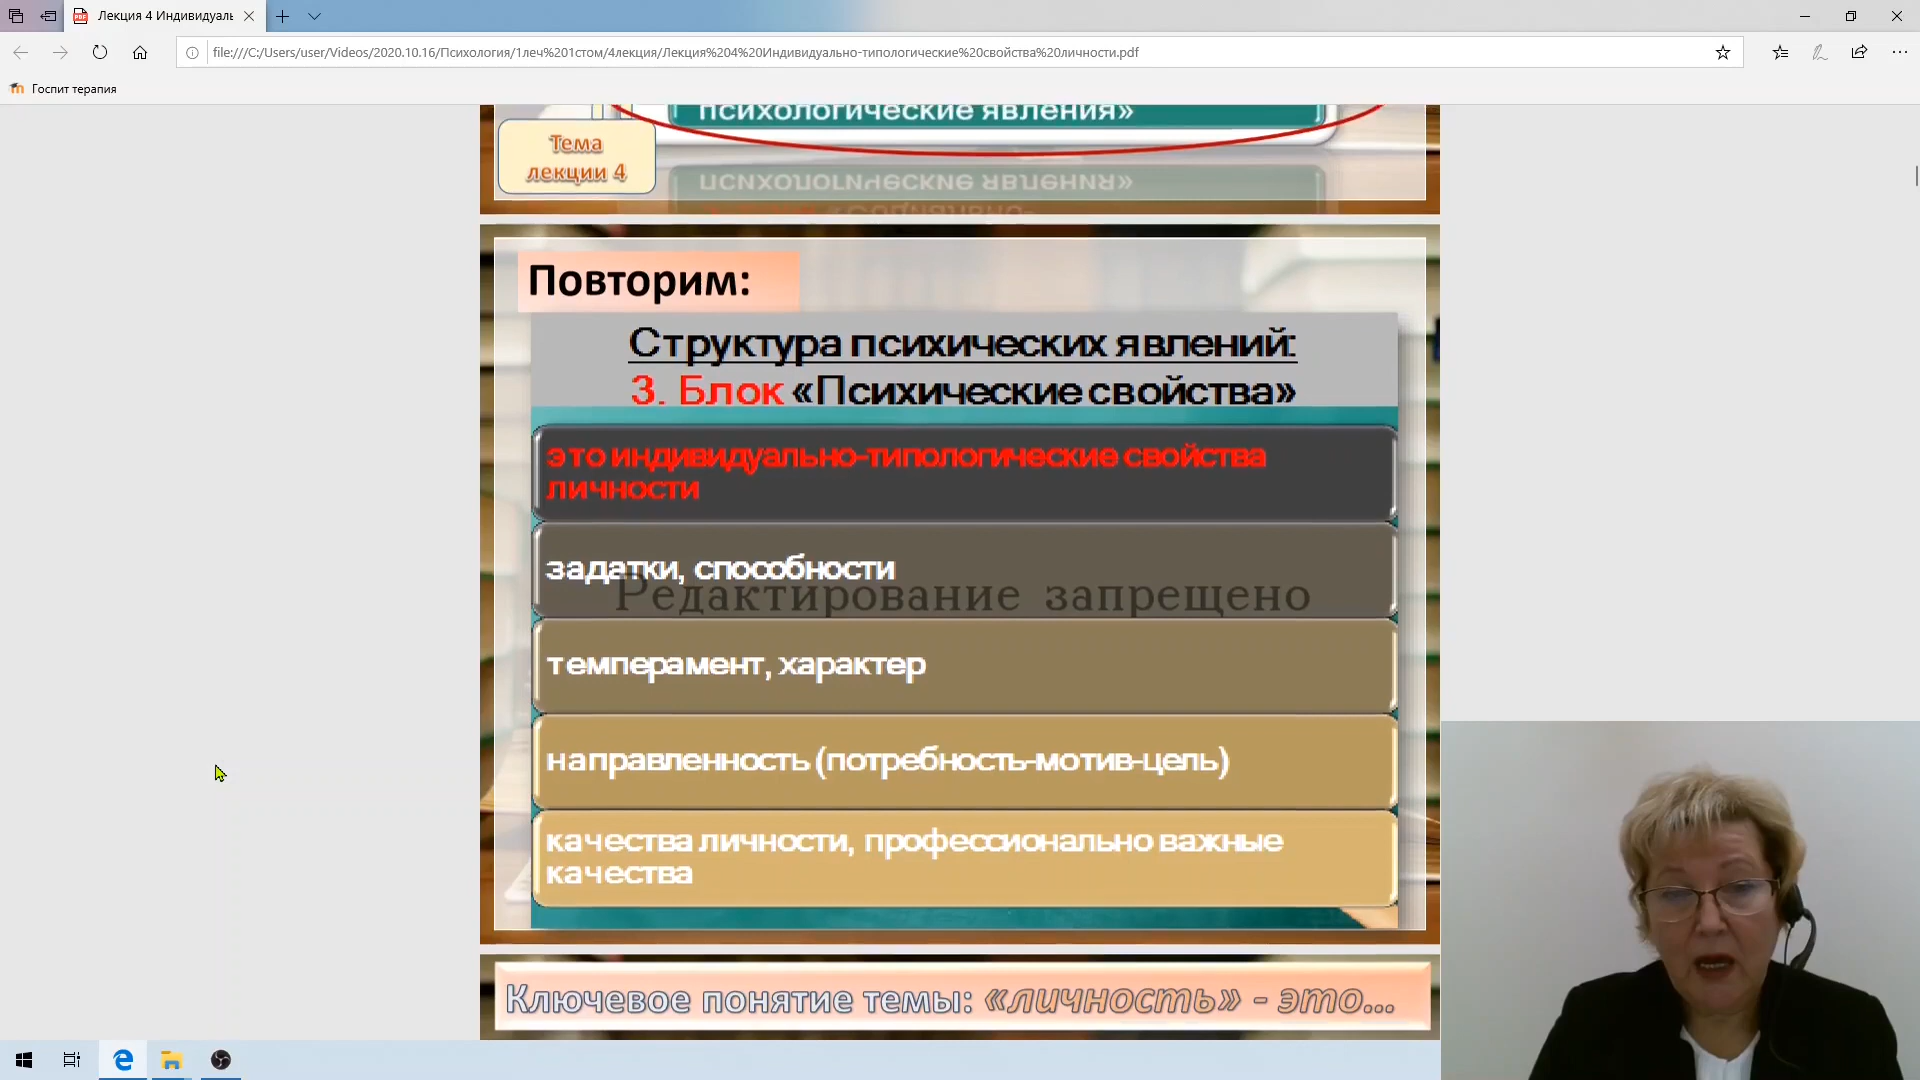 Лекция 4 Индивидуаль
file:///C:/Users/user/Videos/2020.10.16/Психология/1леч%201стом/4лекция/Лекция%204%20Индивидуально-типологические%20свойства%20личности.pdf
Госпит терапия
психологические явления»
Тема
лекции 4
Повторим:
Структура психических явлений:
3. Блок «Психические свойства»
это индивидуально-типологические свойства
личности
задатки, способности
Редактирование запрещено
темперамент, характер
направленность (потребность-мотив-цель)
качества личности, профессионально важные
качества
Ключевое понятие темы: «личность» - это...